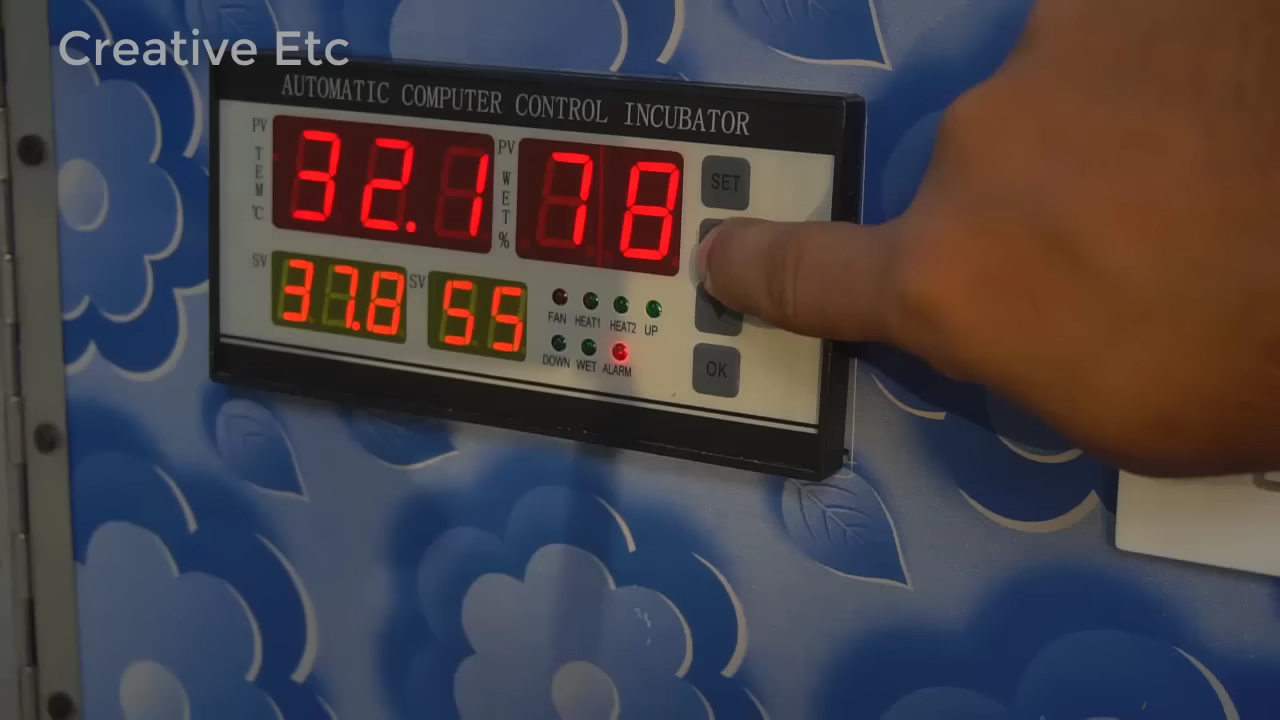 Creative Etc
AUTOMATIC COMPUTER CONTROL INCUBATOR
PV
TEM
℃
32.1
PV
WET
%
78
SET
SV
37.8
SV
55
FAN HEAT1 HEAT2 UP
DOWN WET ALARM
OK